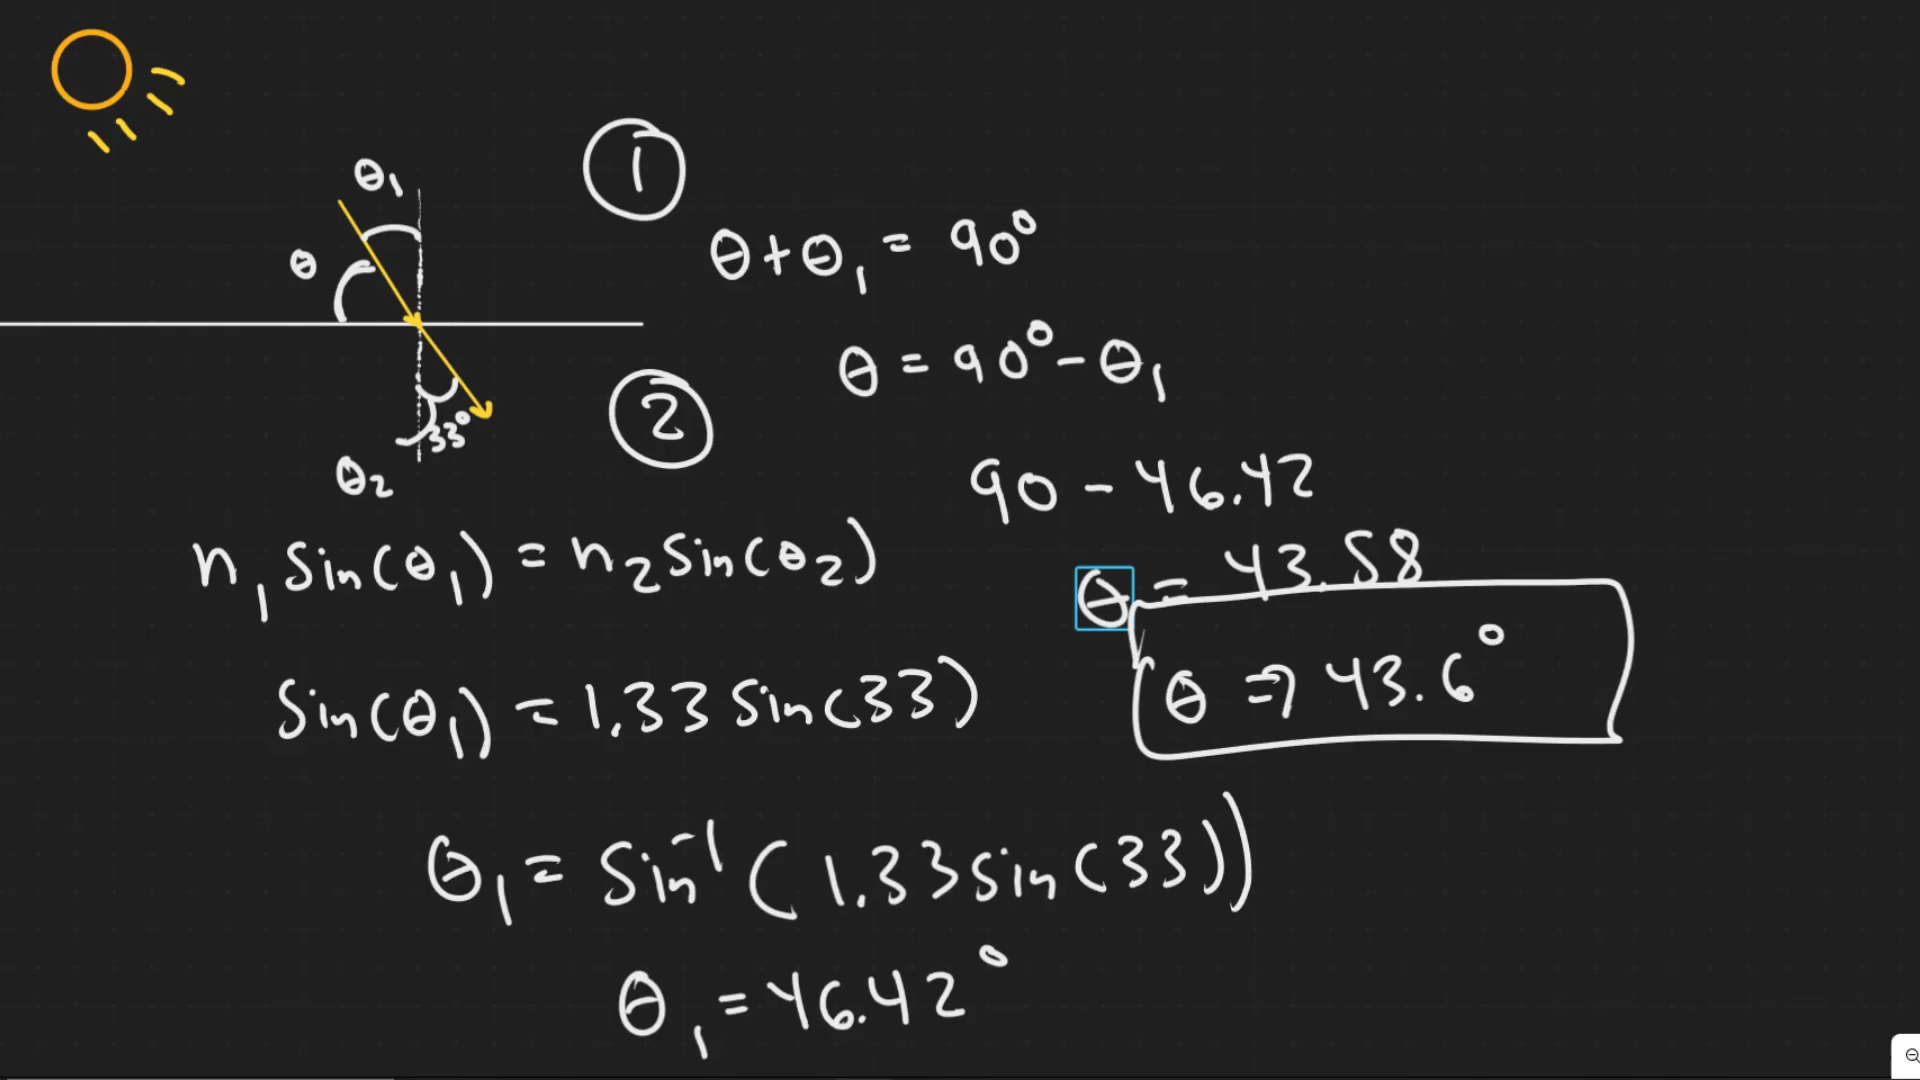 θ₁
θ
33°
θ₂
①
θ + θ₁ = 90°
θ = 90° - θ₁
②
90 - 46.42
θ = 43.58
θ => 43.6°
n₁ Sin(θ₁) = n₂ Sin(θ₂)
Sin(θ₁) = 1.33 Sin(33)
θ₁ = Sin⁻¹(1.33 Sin(33))
θ₁ = 46.42°